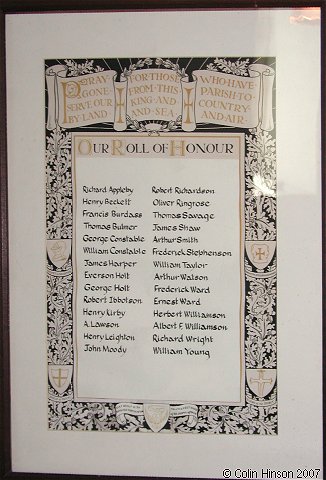 PRAY FOR THOSE WHO HAVE
GONE FROM THIS PARISH TO
SERVE OUR KING AND COUNTRY
BY LAND AND SEA AND AIR
OUR ROLL OF HONOUR
Richard Appleby
Henry Beckett
Francis Burdass
Thomas Bulmer
George Constable
William Constable
James Harper
Everson Holt
George Holt
Robert Ibbotson
Henry Kirby
A. Lawson
Henry Leighton
John Moody
Robert Richardson
Oliver Ringrose
Thomas Savage
James Shaw
Arthur Smith
Frederick Stephenson
William Taylor
Arthur Watson
Frederick Ward
Ernest Ward
Herbert Williamson
Albert F. Williamson
Richard Wright
William Young
© Colin Hinson 2007